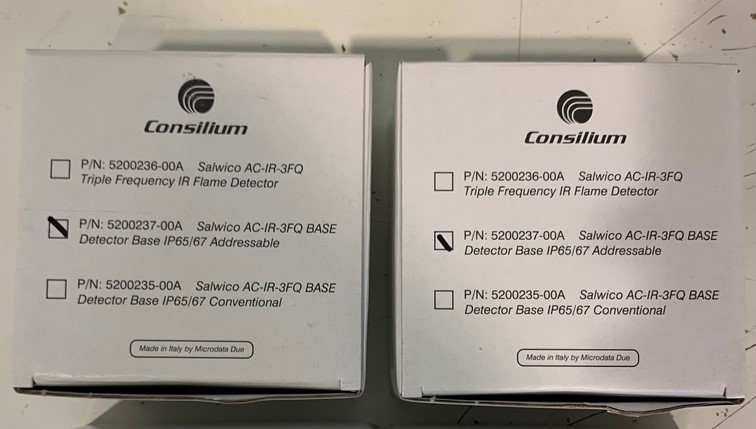 Consilium
P/N: 5200236-00A Salwico AC-IR-3FQ
Triple Frequency IR Flame Detector
P/N: 5200237-00A Salwico AC-IR-3FQ BASE
Detector Base IP65/67 Addressable
P/N: 5200235-00A Salwico AC-IR-3FQ BASE
Detector Base IP65/67 Conventional
Made in Italy by Microdata Due
Consilium
P/N: 5200236-00A Salwico AC-IR-3FQ
Triple Frequency IR Flame Detector
P/N: 5200237-00A Salwico AC-IR-3FQ BASE
Detector Base IP65/67 Addressable
P/N: 5200235-00A Salwico AC-IR-3FQ BASE
Detector Base IP65/67 Conventional
Made in Italy by Microdata Due